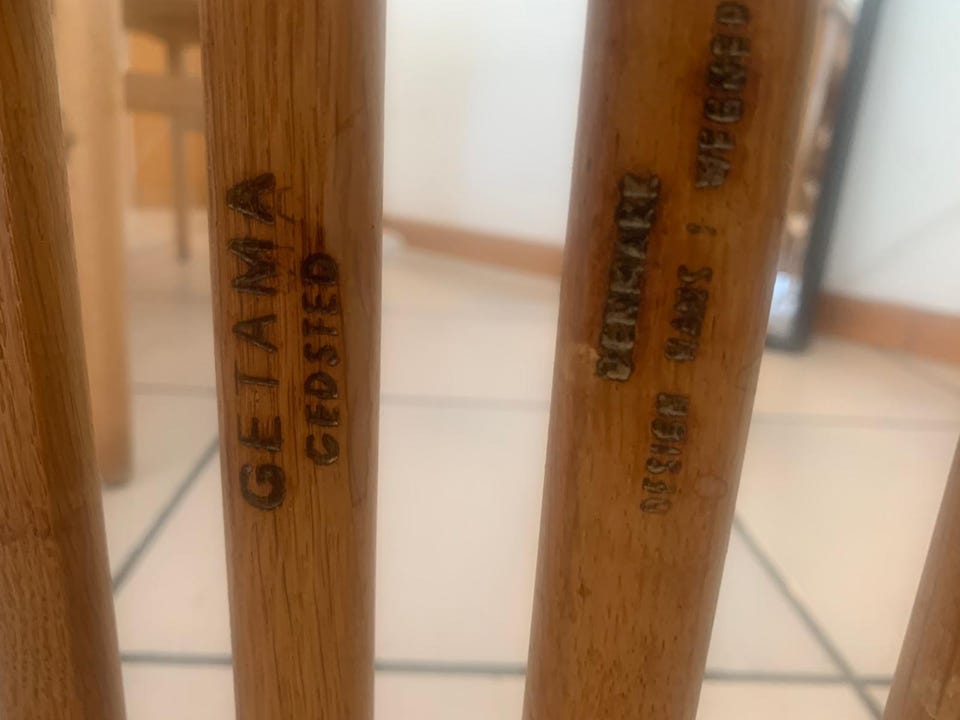 GETAMA
GEDSTED
DENMARK
DESIGN HANS J WEGNER